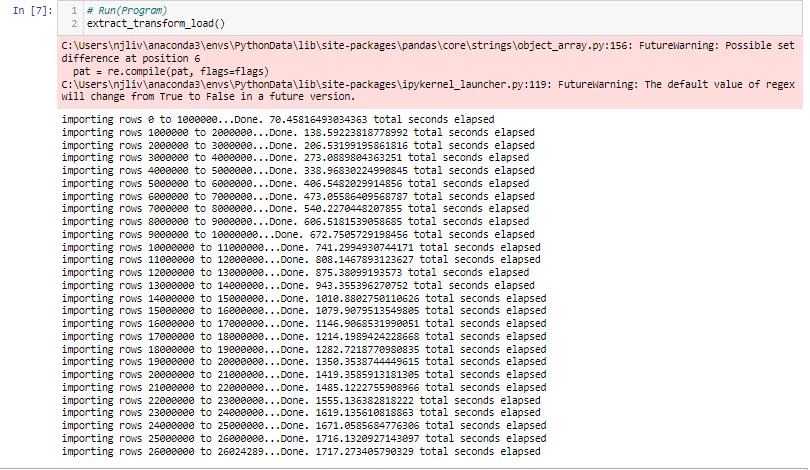 In [7]:
1 # Run(Program)
2 extract_transform_load()
C:\Users\njliv\anaconda3\envs\PythonData\lib\site-packages\pandas\core\strings\object_array.py:156: FutureWarning: Possible set
difference at position 6
pat = re.compile(pat, flags=flags)
C:\Users\njliv\anaconda3\envs\PythonData\lib\site-packages\ipykernel_launcher.py:119: FutureWarning: The default value of regex
will change from True to False in a future version.
importing rows 0 to 1000000...Done. 70.45816493034363 total seconds elapsed
importing rows 1000000 to 2000000...Done. 138.59223818778992 total seconds elapsed
importing rows 2000000 to 3000000...Done. 206.53199195861816 total seconds elapsed
importing rows 3000000 to 4000000...Done. 273.0889804363251 total seconds elapsed
importing rows 4000000 to 5000000...Done. 338.96830224990845 total seconds elapsed
importing rows 5000000 to 6000000...Done. 406.5482029914856 total seconds elapsed
importing rows 6000000 to 7000000...Done. 473.05586409568787 total seconds elapsed
importing rows 7000000 to 8000000...Done. 540.2270448207855 total seconds elapsed
importing rows 8000000 to 9000000...Done. 606.5181539058685 total seconds elapsed
importing rows 9000000 to 10000000...Done. 672.7505729198456 total seconds elapsed
importing rows 10000000 to 11000000...Done. 741.2994930744171 total seconds elapsed
importing rows 11000000 to 12000000...Done. 808.1467893123627 total seconds elapsed
importing rows 12000000 to 13000000...Done. 875.38099193573 total seconds elapsed
importing rows 13000000 to 14000000...Done. 943.355396270752 total seconds elapsed
importing rows 14000000 to 15000000...Done. 1010.8802750110626 total seconds elapsed
importing rows 15000000 to 16000000...Done. 1079.9079513549805 total seconds elapsed
importing rows 16000000 to 17000000...Done. 1146.9068531990051 total seconds elapsed
importing rows 17000000 to 18000000...Done. 1214.1989424228668 total seconds elapsed
importing rows 18000000 to 19000000...Done. 1282.7218770980835 total seconds elapsed
importing rows 19000000 to 20000000...Done. 1350.3538744449615 total seconds elapsed
importing rows 20000000 to 21000000...Done. 1419.3585913181305 total seconds elapsed
importing rows 21000000 to 22000000...Done. 1485.1222755908966 total seconds elapsed
importing rows 22000000 to 23000000...Done. 1555.136382818222 total seconds elapsed
importing rows 23000000 to 24000000...Done. 1619.135610818863 total seconds elapsed
importing rows 24000000 to 25000000...Done. 1671.0585684776306 total seconds elapsed
importing rows 25000000 to 26000000...Done. 1716.1320927143097 total seconds elapsed
importing rows 26000000 to 26024289...Done. 1717.273405790329 total seconds elapsed